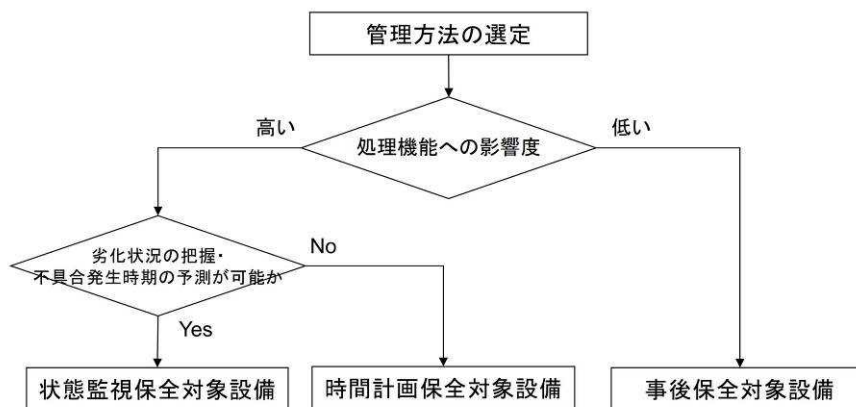 管理方法の選定
高い
低い
処理機能への影響度
劣化状況の把握・
不具合発生時期の予測が可能か
No
Yes
状態監視保全対象設備
時間計画保全対象設備
事後保全対象設備